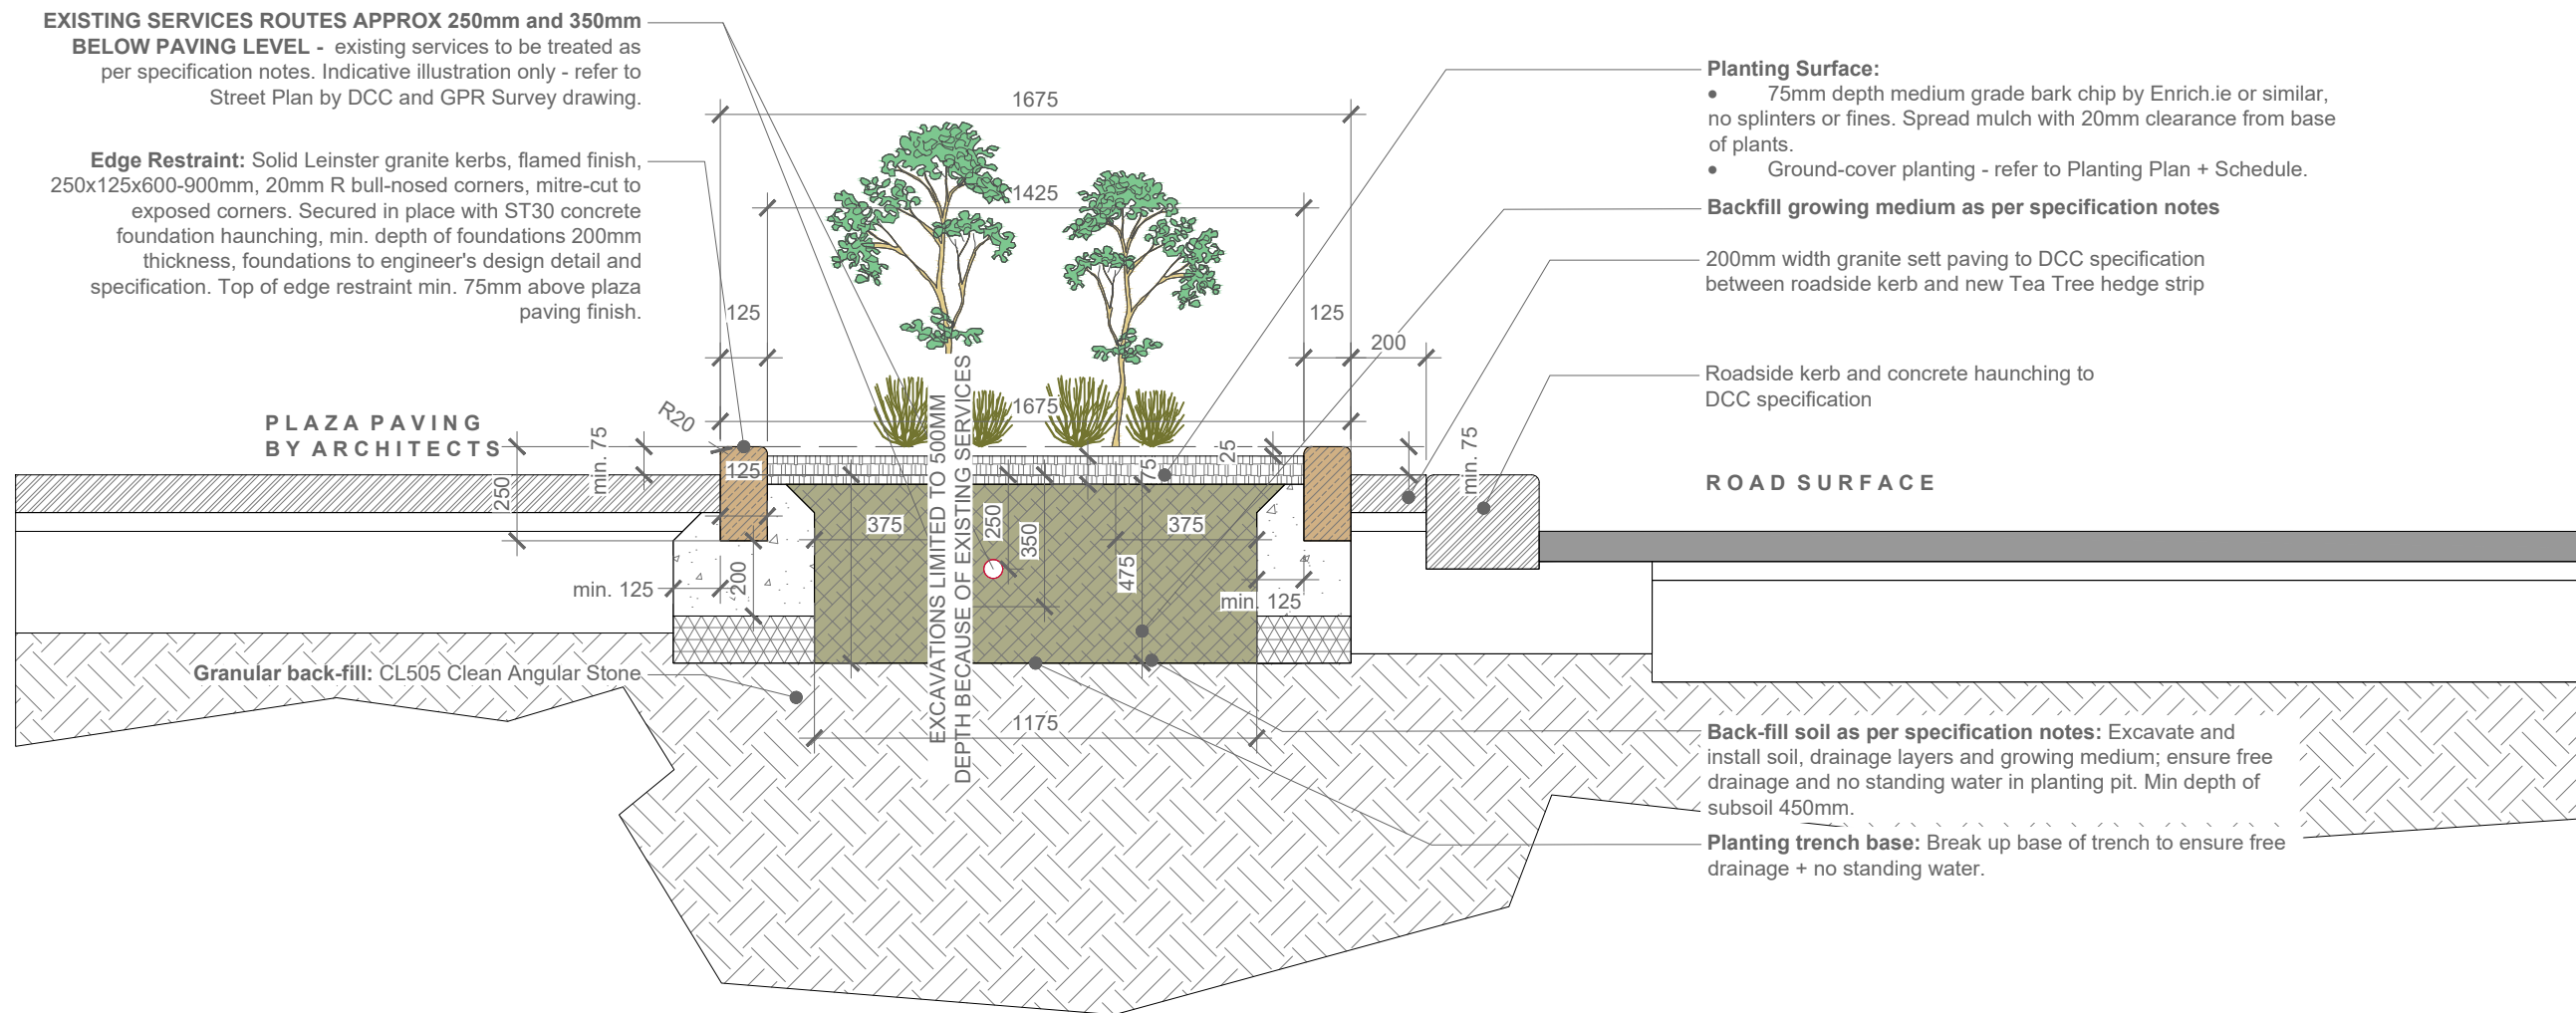 EXISTING SERVICES ROUTES APPROX 250mm and 350mm
BELOW PAVING LEVEL - existing services to be treated as
per specification notes. Indicative illustration only - refer to
Street Plan by DCC and GPR Survey drawing.
Edge Restraint: Solid Leinster granite kerbs, flamed finish,
250x125x600-900mm, 20mm R bull-nosed corners, mitre-cut to
exposed corners. Secured in place with ST30 concrete
foundation haunching, min. depth of foundations 200mm
thickness, foundations to engineer's design detail and
specification. Top of edge restraint min. 75mm above plaza
paving finish.
PLAZA PAVING
BY ARCHITECTS
Granular back-fill: CL505 Clean Angular Stone
1675
1425
125
125
200
R20
1675
min. 75
250
125
75
25
min. 75
375
250
350
375
475
200
min. 125
min. 125
1175
EXCAVATIONS LIMITED TO 500MM
DEPTH BECAUSE OF EXISTING SERVICES
Planting Surface:
• 75mm depth medium grade bark chip by Enrich.ie or similar,
no splinters or fines. Spread mulch with 20mm clearance from base
of plants.
• Ground-cover planting - refer to Planting Plan + Schedule.
Backfill growing medium as per specification notes
200mm width granite sett paving to DCC specification
between roadside kerb and new Tea Tree hedge strip
Roadside kerb and concrete haunching to
DCC specification
ROAD SURFACE
Back-fill soil as per specification notes: Excavate and
install soil, drainage layers and growing medium; ensure free
drainage and no standing water in planting pit. Min depth of
subsoil 450mm.
Planting trench base: Break up base of trench to ensure free
drainage + no standing water.